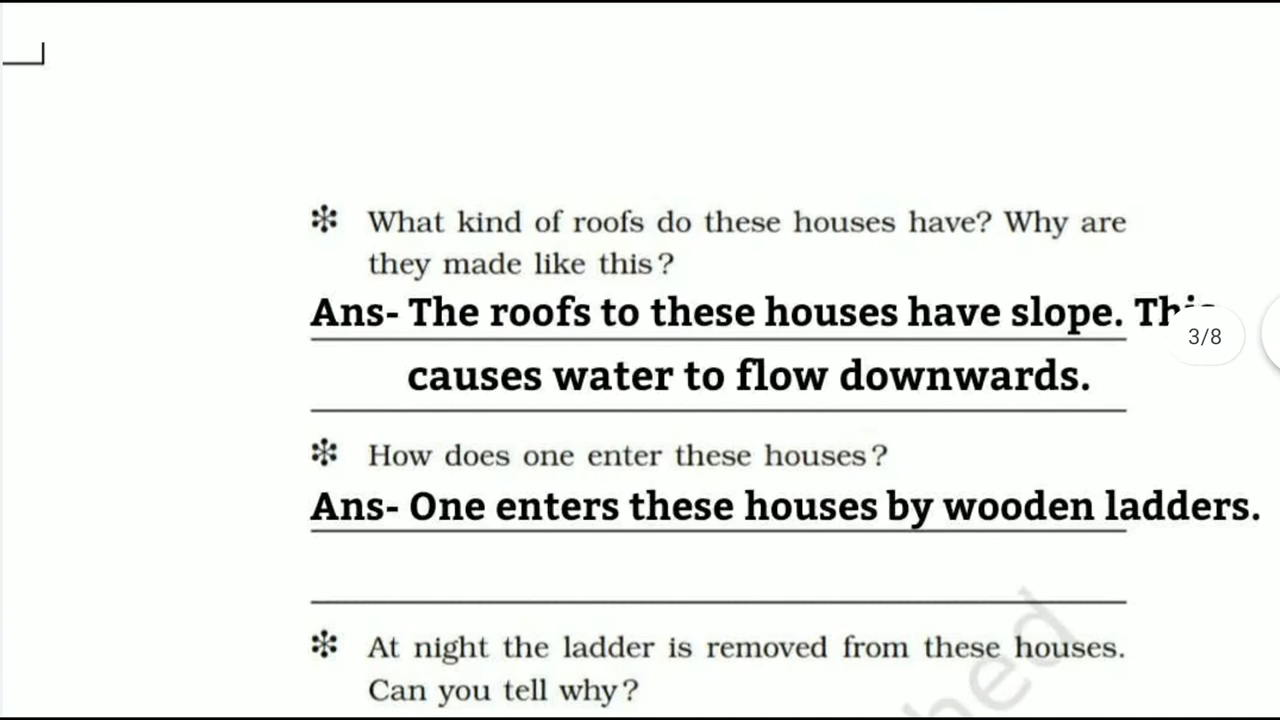 ❇ What kind of roofs do these houses have? Why are
they made like this?
Ans- The roofs to these houses have slope. This
3/8
causes water to flow downwards.
❇ How does one enter these houses?
Ans- One enters these houses by wooden ladders.
❇ At night the ladder is removed from these houses.
Can you tell why?